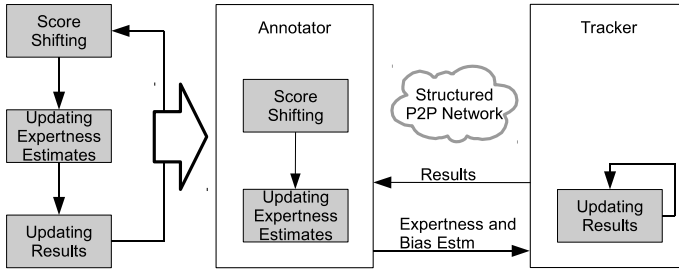 Score
Shifting
Updating
Expertness
Estimates
Updating
Results
Annotator
Score
Shifting
Updating
Expertness
Estimates
Structured
P2P Network
Results
Expertness and
Bias Estm
Tracker
Updating
Results